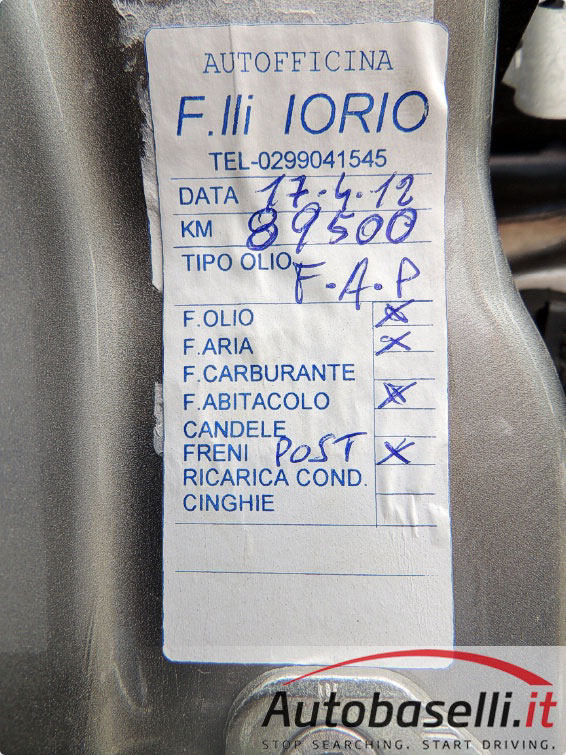 AUTOFFICINA
F.lli IORIO
TEL-0299041545
DATA 17.4.12
KM 89500
TIPO OLIO F.A.P
F.OLIO X
F.ARIA X
F.CARBURANTE
F.ABITACOLO X
CANDELE
FRENI POST X
RICARICA COND.
CINGHIE
Autobaselli.it
STOP SEARCHING. START DRIVING.